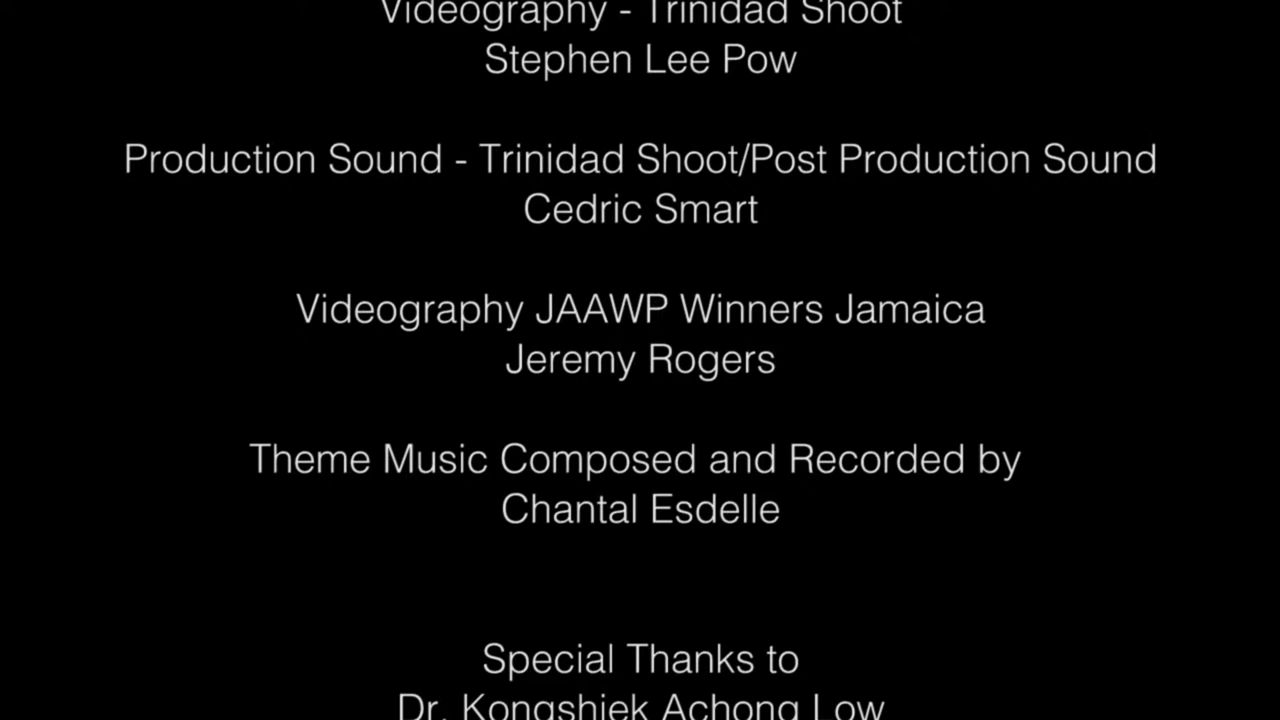 Videography - Trinidad Shoot
Stephen Lee Pow
Production Sound - Trinidad Shoot/Post Production Sound
Cedric Smart
Videography JAAWP Winners Jamaica
Jeremy Rogers
Theme Music Composed and Recorded by
Chantal Esdelle
Special Thanks to
Dr. Kongshiek Achong Low